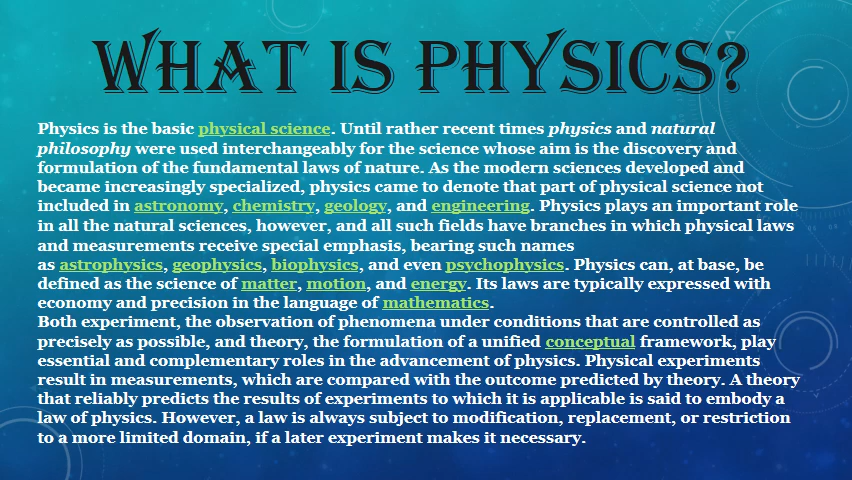 WHAT IS PHYSICS?
Physics is the basic physical science. Until rather recent times physics and natural
philosophy were used interchangeably for the science whose aim is the discovery and
formulation of the fundamental laws of nature. As the modern sciences developed and
became increasingly specialized, physics came to denote that part of physical science not
included in astronomy, chemistry, geology, and engineering. Physics plays an important role
in all the natural sciences, however, and all such fields have branches in which physical laws
and measurements receive special emphasis, bearing such names
as astrophysics, geophysics, biophysics, and even psychophysics. Physics can, at base, be
defined as the science of matter, motion, and energy. Its laws are typically expressed with
economy and precision in the language of mathematics.
Both experiment, the observation of phenomena under conditions that are controlled as
precisely as possible, and theory, the formulation of a unified conceptual framework, play
essential and complementary roles in the advancement of physics. Physical experiments
result in measurements, which are compared with the outcome predicted by theory. A theory
that reliably predicts the results of experiments to which it is applicable is said to embody a
law of physics. However, a law is always subject to modification, replacement, or restriction
to a more limited domain, if a later experiment makes it necessary.